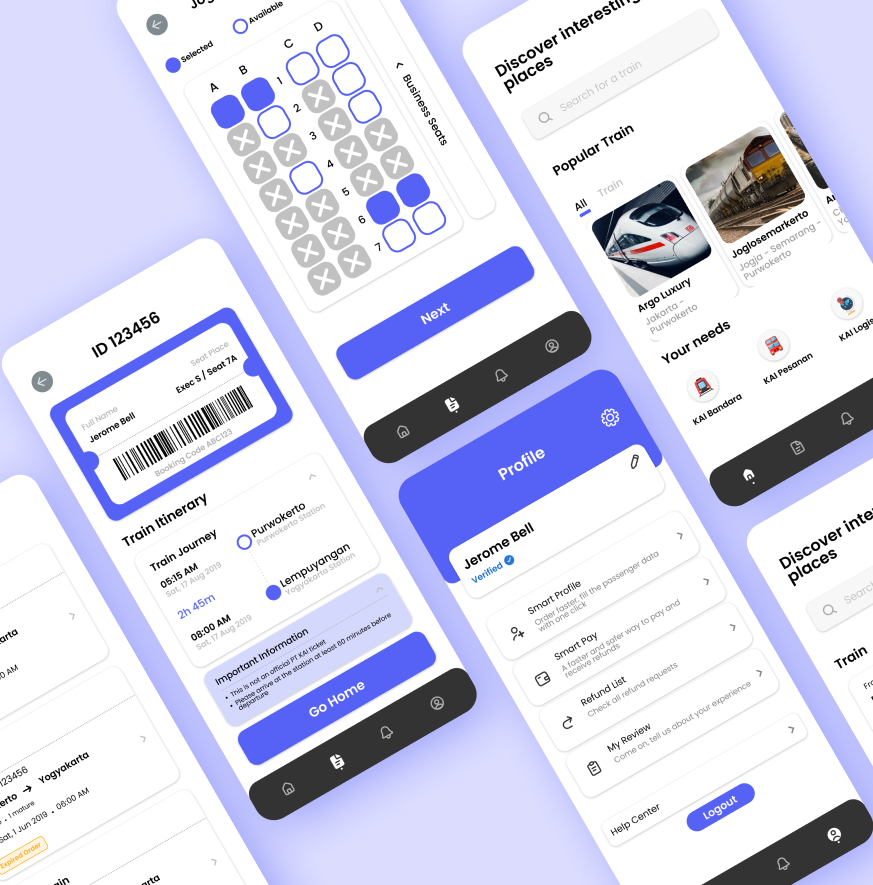 Selected
Available
A
B
C
D
1
2
3
4
5
6
7
Business Seats
Next
Discover interesting
places
Search for a train
Popular Train
All
Train
Argo Luxury
Jakarta -
Purwokerto
Joglosemarkerto
Jogja - Semarang -
Purwokerto
Your needs
KAI Bandara
KAI Pesanan
KAI Logis
ID 123456
Full Name
Jerome Bell
Seat Place
Exec S / Seat 7A
Booking Code ABC123
Train Itinerary
Train Journey
05:15 AM
Sat, 17 Aug 2019
2h 45m
08:00 AM
Sat, 17 Aug 2019
Purwokerto
Purwokerto Station
Lempuyangan
Yogyakarta Station
Important Information
• This is not an official PT KAI ticket
• Please arrive at the station at least 60 minutes before
departure
Go Home
Profile
Jerome Bell
Verified
Smart Profile
Order faster, fill the passenger data
with one click
Smart Pay
A faster and safer way to pay and
receive refunds
Refund List
Check all refund requests
My Review
Come on, tell us about your experience
Help Center
Logout
Discover inte
places
Search
Train
Fro
karta
00 AM
123456
erto → Yogyakarta
• 1 mature
Sat, 1 Jun 2019 • 06:00 AM
Expired Order
ain
karta